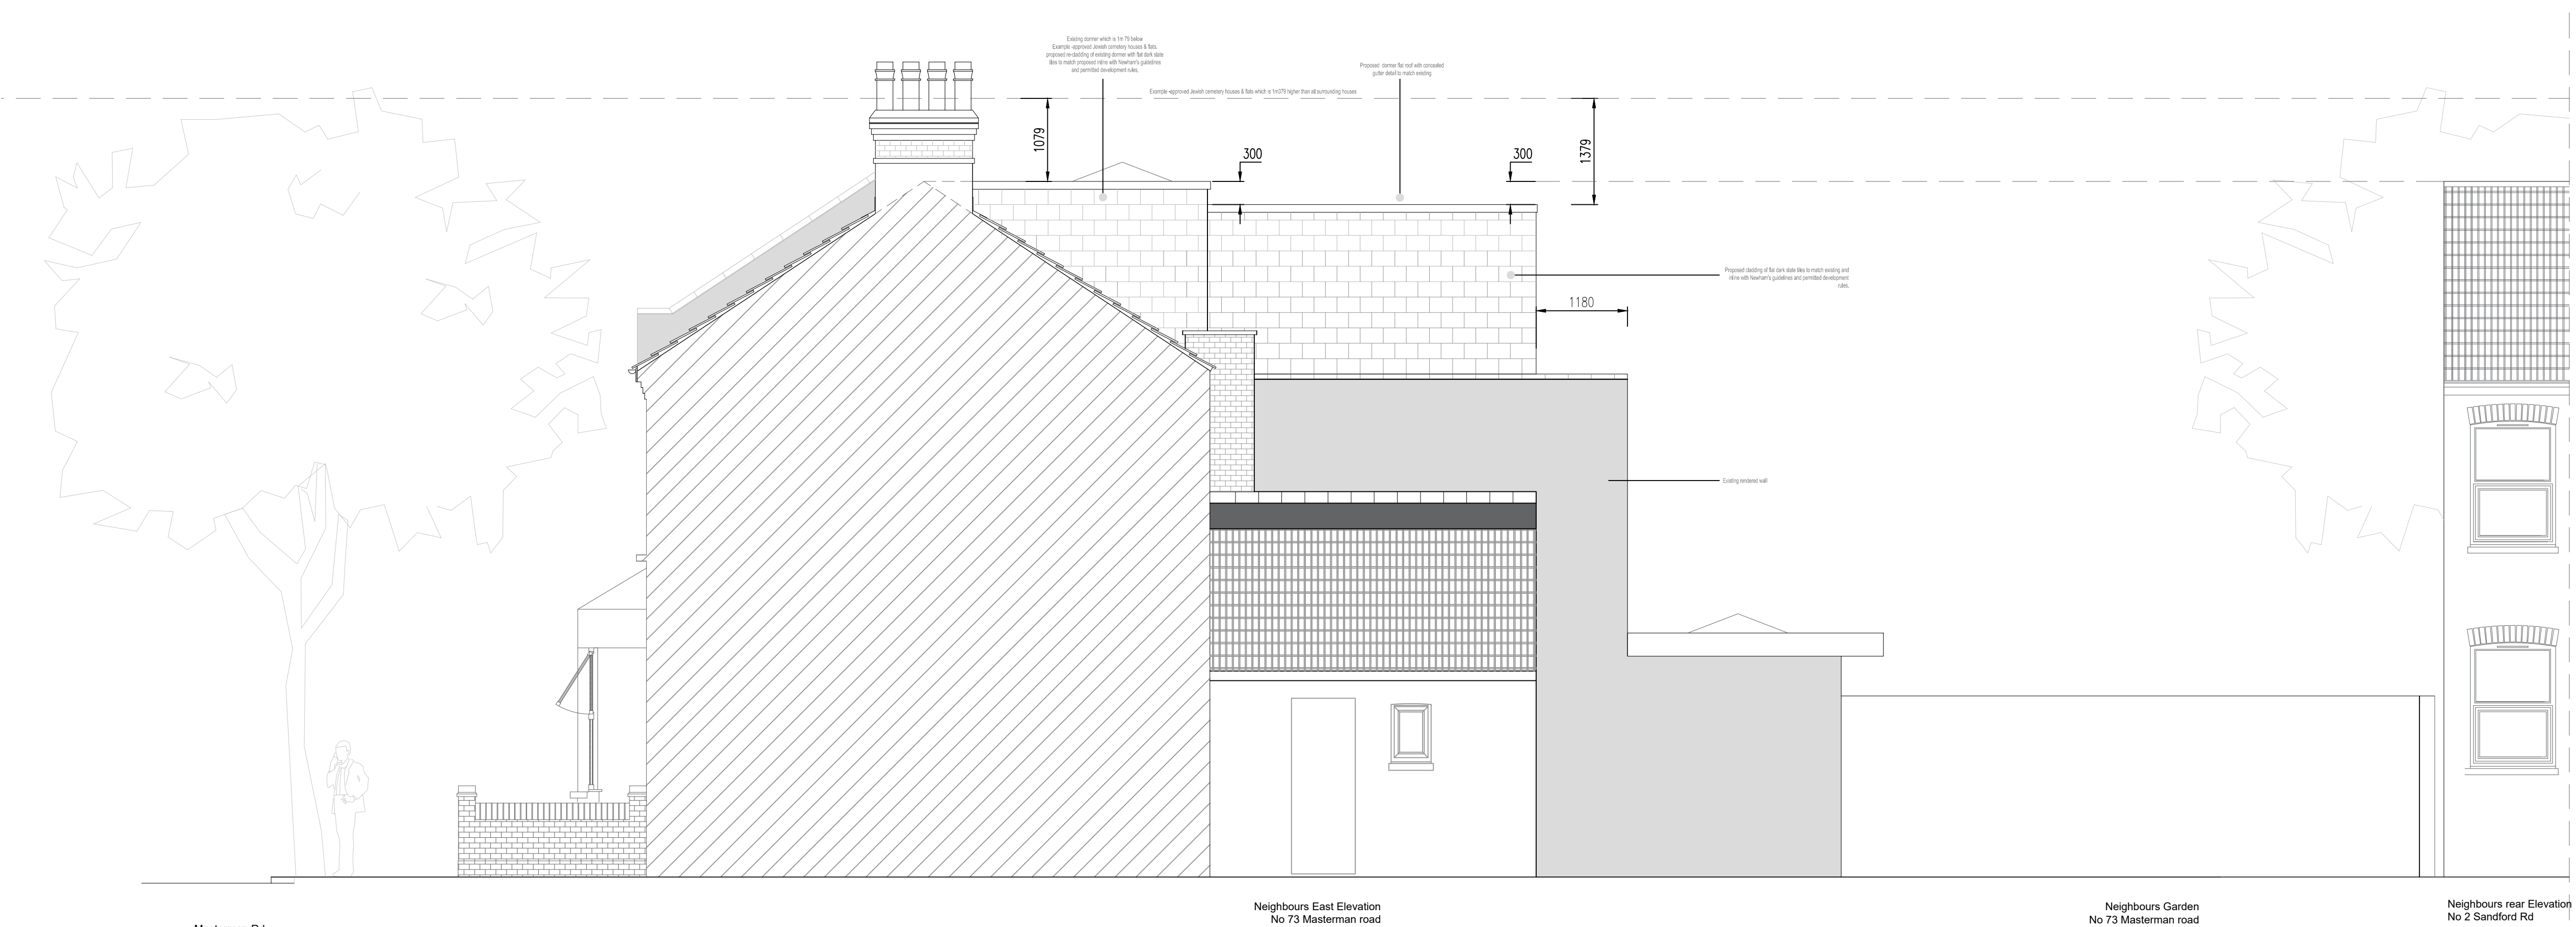 Existing dormer which is 1m 79 below
Example -approved Jewish cemetery houses & flats,
proposed re-cladding of existing dormer with flat dark slate
tiles to match proposed inline with Newham's guidelines
and permitted development rules.
Proposed dormer flat roof with concealed
gutter detail to match existing
Example -approved Jewish cemetery houses & flats which is 1m379 higher than all surrounding houses
1079
300
300
1379
Proposed cladding of flat dark slate tiles to match existing and
inline with Newham's guidelines and permitted development
rules.
1180
Existing rendered wall
Neighbours East Elevation
No 73 Masterman road
Neighbours Garden
No 73 Masterman road
Neighbours rear Elevation
No 2 Sandford Rd
Masterman Rd